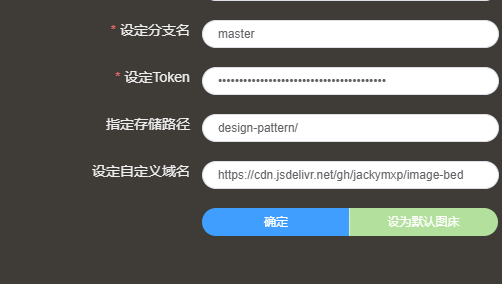 * 设定分支名 master
* 设定Token ••••••••••••••••••••••••••••••••••••••••
指定存储路径 design-pattern/
设定自定义域名 https://cdn.jsdelivr.net/gh/jackymxp/image-bed
确定 设为默认图床